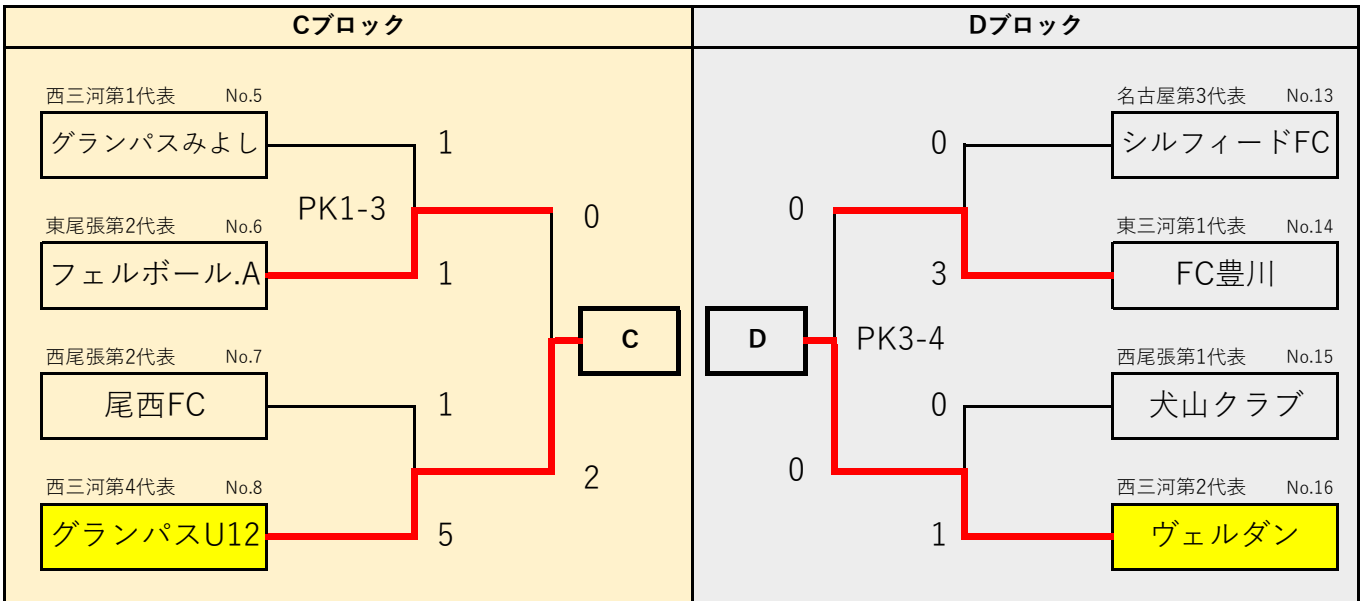 Cブロック
Dブロック
西三河第1代表 No.5
グランパスみよし
1
PK1-3
0
東尾張第2代表 No.6
フェルボール.A
1
C
西尾張第2代表 No.7
尾西FC
1
2
西三河第4代表 No.8
グランパスU12
5
名古屋第3代表 No.13
シルフィードFC
0
0
東三河第1代表 No.14
FC豊川
3
D
PK3-4
西尾張第1代表 No.15
犬山クラブ
0
0
西三河第2代表 No.16
ヴェルダン
1